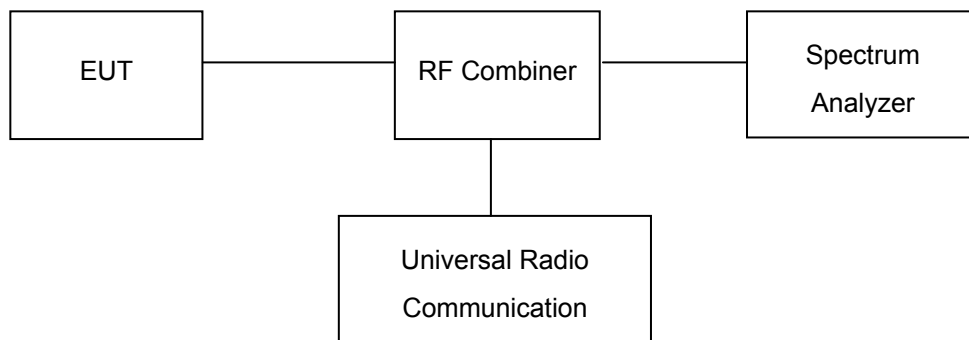 EUT
RF Combiner
Spectrum
Analyzer
Universal Radio
Communication